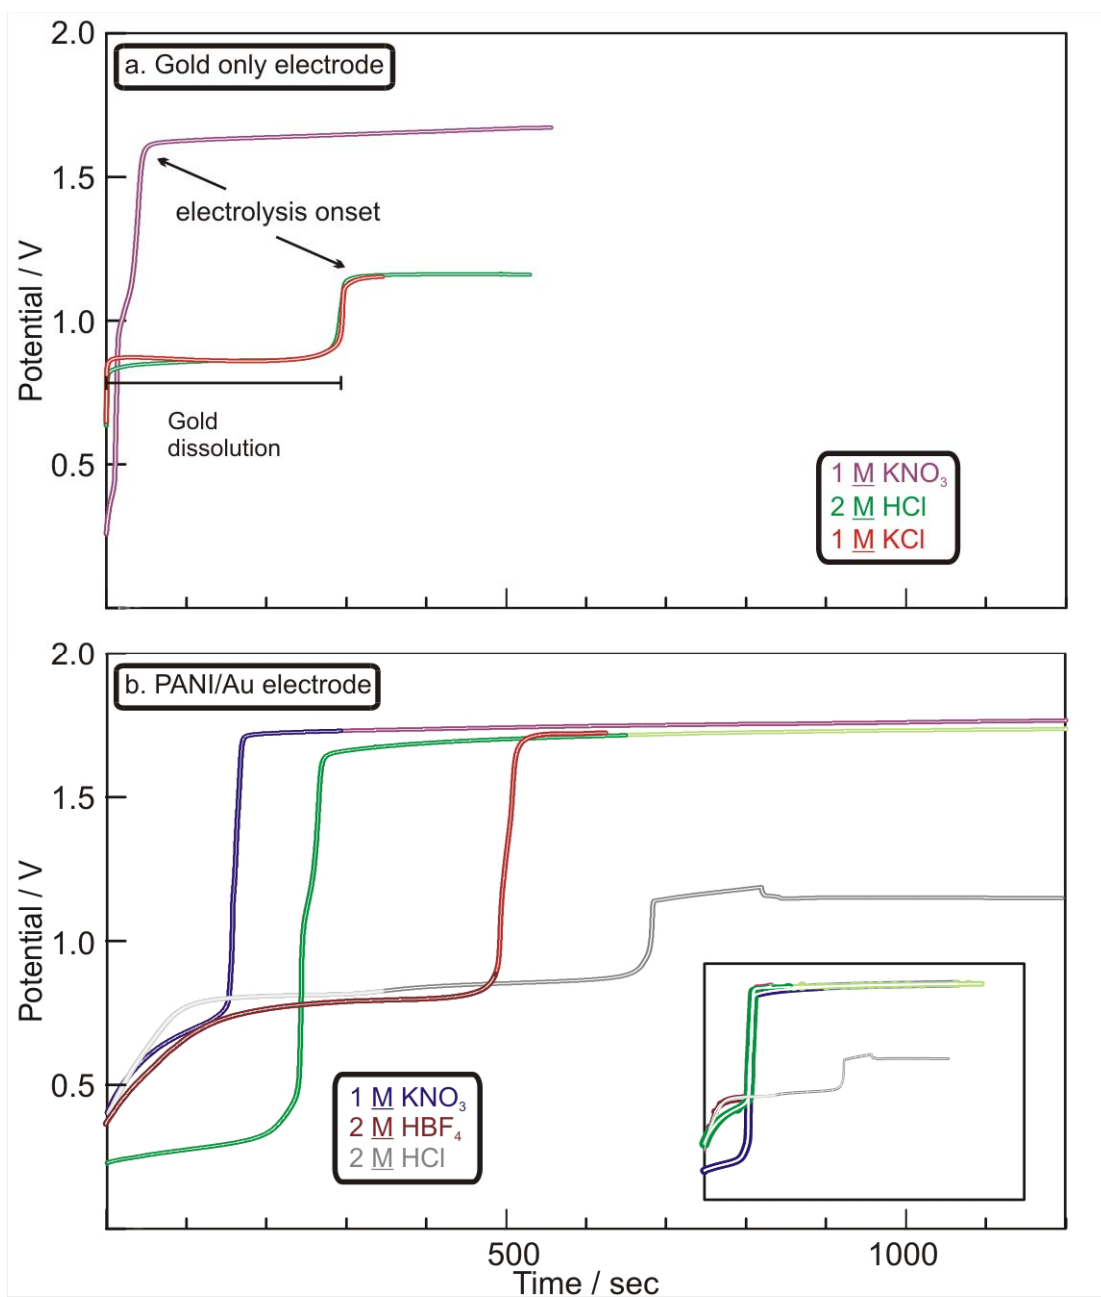 2.0
a. Gold only electrode
1.5
electrolysis onset
1.0
Potential / V
Gold
dissolution
0.5
1 M KNO₃
2 M HCl
1 M KCl
2.0
b. PANI/Au electrode
1.5
1.0
Potential / V
0.5
1 M KNO₃
2 M HBF₄
2 M HCl
500
1000
Time / sec